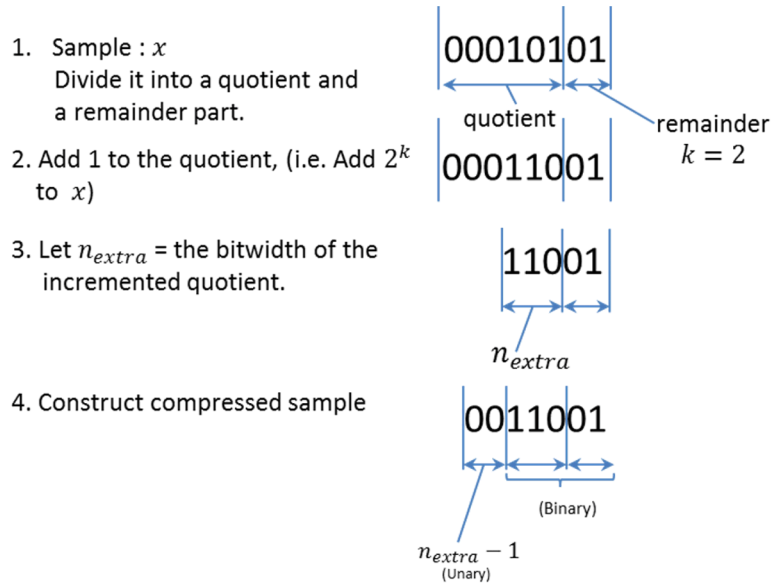 1. Sample : x
Divide it into a quotient and
a remainder part.
00010101
quotient
remainder
k = 2
2. Add 1 to the quotient, (i.e. Add 2^k
to x)
00011001
3. Let n_extra = the bitwidth of the
incremented quotient.
11001
n_extra
4. Construct compressed sample
0011001
(Binary)
n_extra − 1
(Unary)